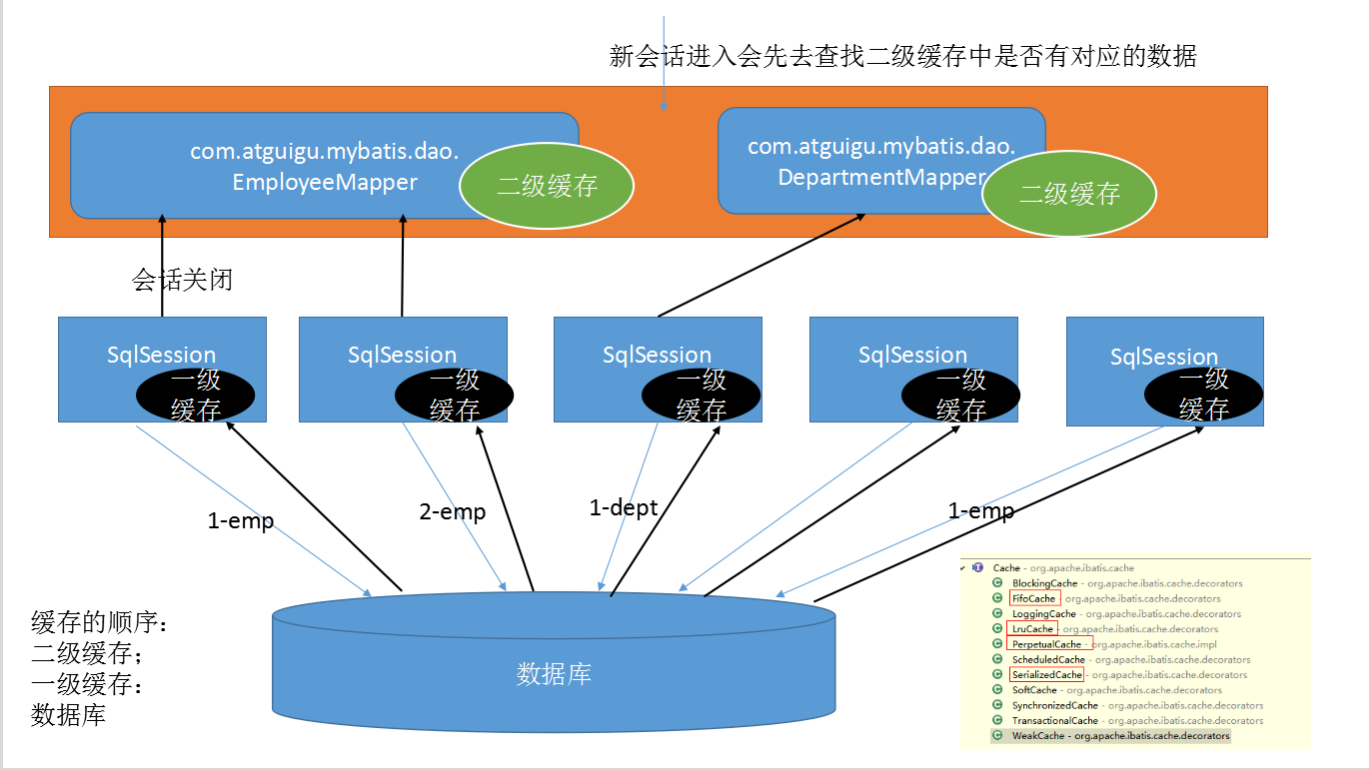 新会话进入会先去查找二级缓存中是否有对应的数据
com.atguigu.mybatis.dao.
EmployeeMapper
二级缓存
com.atguigu.mybatis.dao.
DepartmentMapper
二级缓存
会话关闭
SqlSession
一级
缓存
SqlSession
一级
缓存
SqlSession
一级
缓存
SqlSession
一级
缓存
SqlSession
一级
缓存
1-emp
2-emp
1-dept
1-emp
缓存的顺序：
二级缓存；
一级缓存：
数据库
数据库
Cache - org.apache.ibatis.cache
BlockingCache - org.apache.ibatis.cache.decorators
FifoCache - org.apache.ibatis.cache.decorators
LoggingCache - org.apache.ibatis.cache.decorators
LruCache - org.apache.ibatis.cache.decorators
PerpetualCache - org.apache.ibatis.cache.impl
ScheduledCache - org.apache.ibatis.cache.decorators
SerializedCache - org.apache.ibatis.cache.decorators
SoftCache - org.apache.ibatis.cache.decorators
SynchronizedCache - org.apache.ibatis.cache.decorators
TransactionalCache - org.apache.ibatis.cache.decorators
WeakCache - org.apache.ibatis.cache.decorators